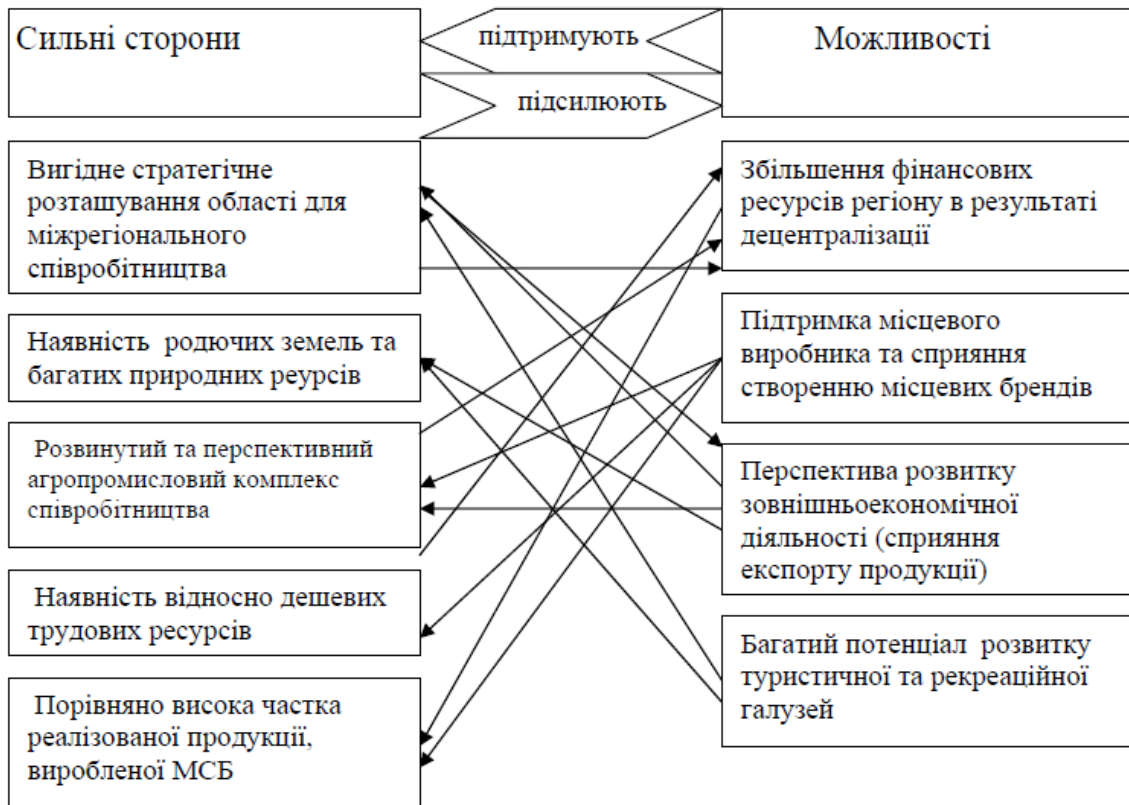 Сильні сторони
підтримують
Можливості
підсилюють
Вигідне стратегічне
розташування області для
міжрегіонального
співробітництва
Наявність родючих земель та
багатих природних реурсів
Розвинутий та перспективний
агропромисловий комплекс
співробітництва
Наявність відносно дешевих
трудових ресурсів
Порівняно висока частка
реалізованої продукції,
виробленої МСБ
Збільшення фінансових
ресурсів регіону в результаті
децентралізації
Підтримка місцевого
виробника та сприяння
створенню місцевих брендів
Перспектива розвитку
зовнішньоекономічної
діяльності (сприяння
експорту продукції)
Багатий потенціал розвитку
туристичної та рекреаційної
галузей